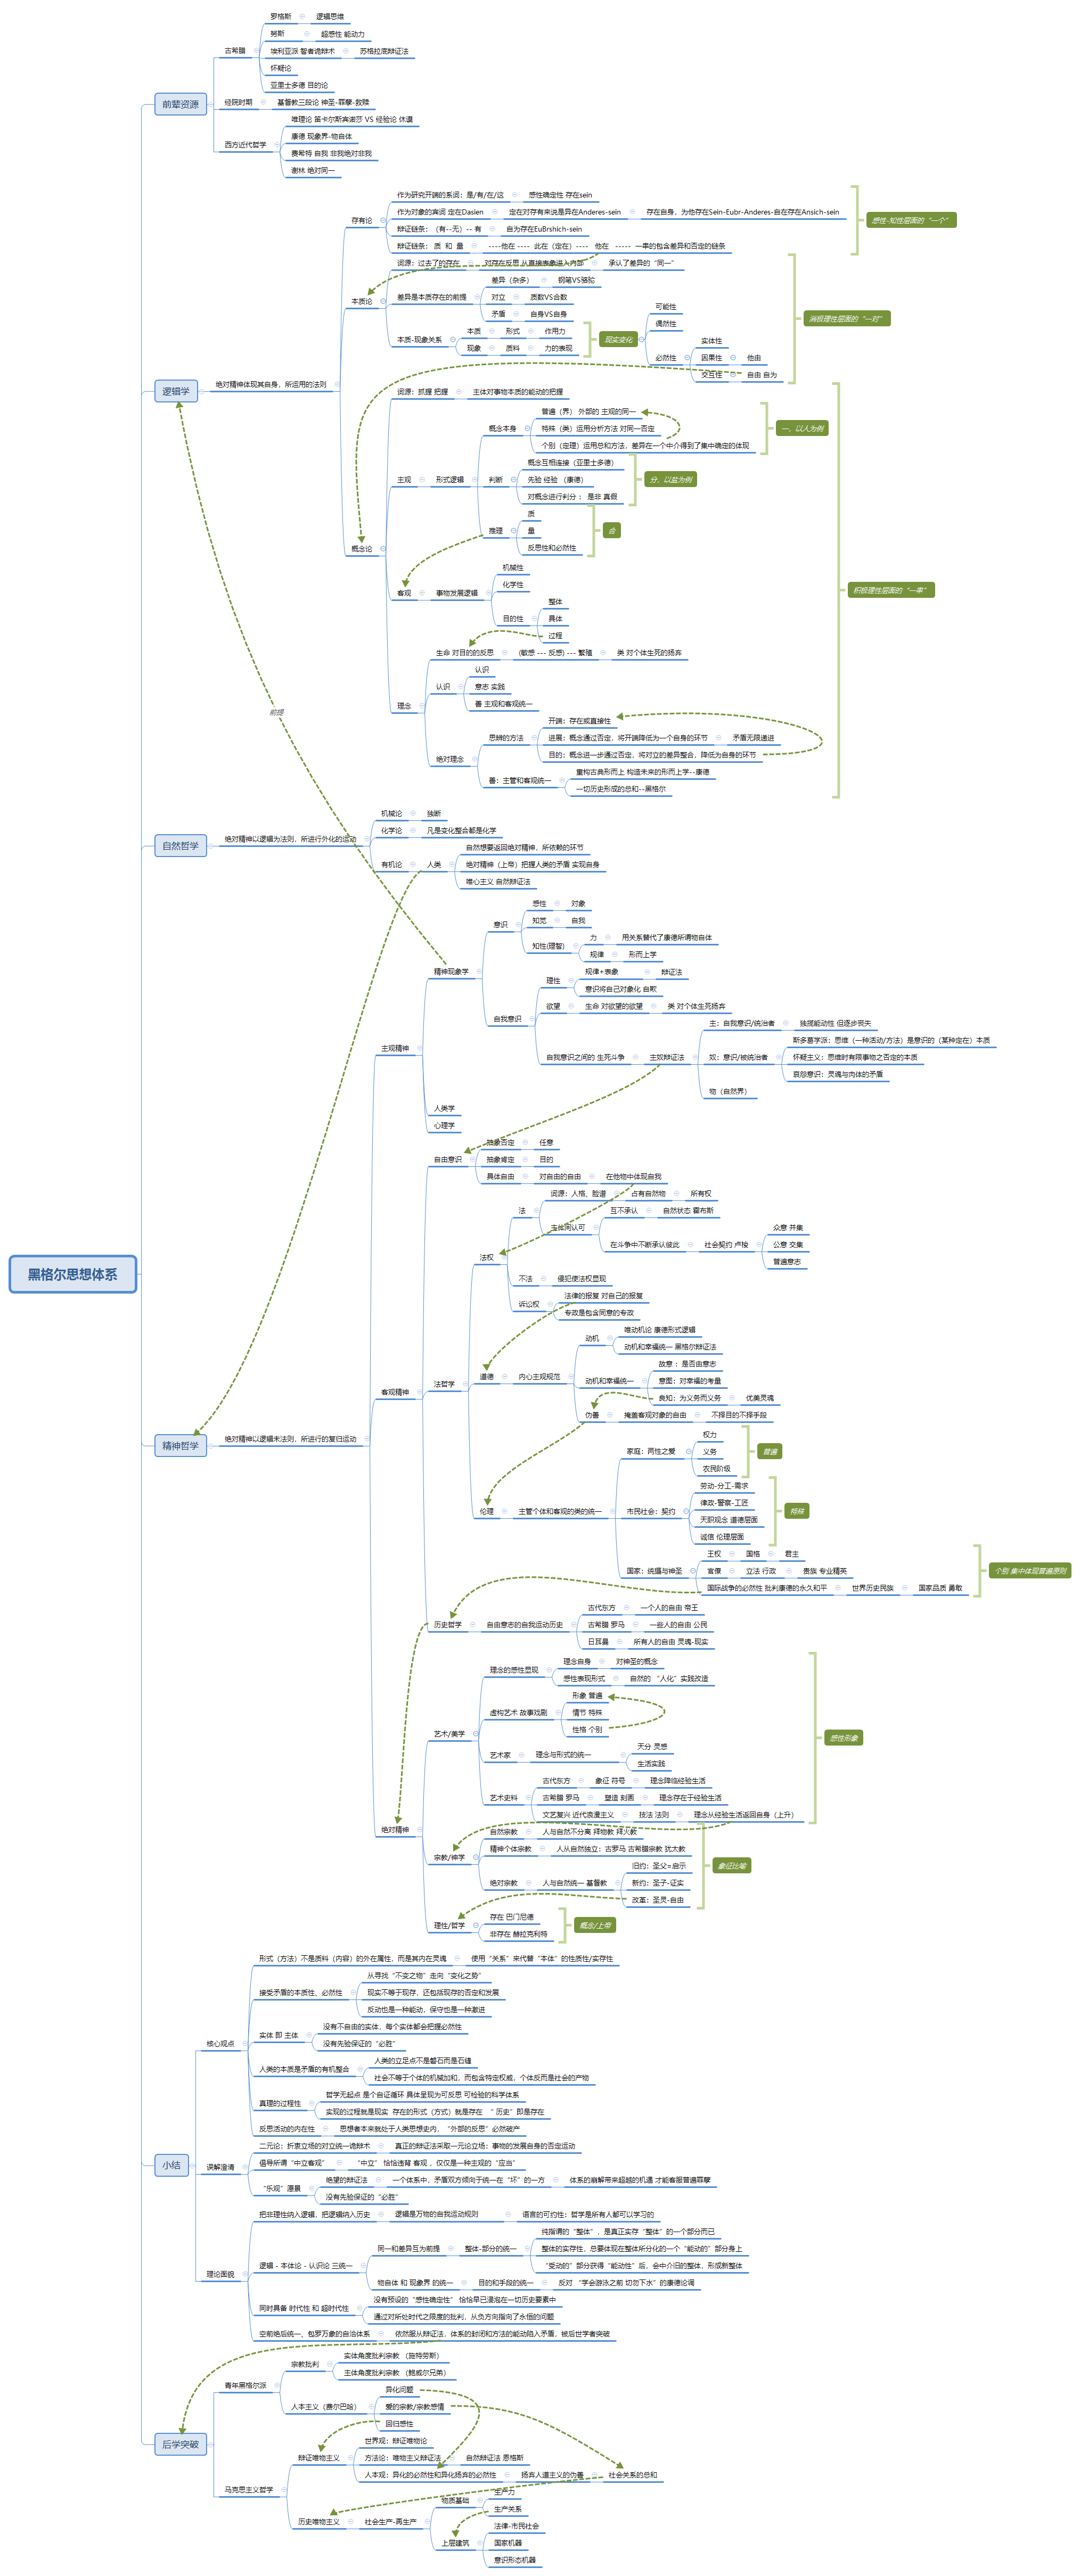 黑格尔思想体系
前辈资源
古希腊
罗格斯
逻辑思维
努斯
超感性 能动力
埃利亚派 智者诡辩术
苏格拉底辩证法
怀疑论
亚里士多德 目的论
经院时期
基督教三段论 神圣-罪孽-救赎
西方近代哲学
唯理论 笛卡尔斯宾诺莎 VS 经验论 休谟
康德 现象界-物自体
费希特 自我 非我绝对非我
谢林 绝对同一
逻辑学
绝对精神体现其自身，所运用的法则
存有论
作为研究开端的系词：是/有/在/这
感性确定性 存在sein
作为对象的宾词 定在Dasien
定在对存有来说是异在Anderes-sein
存在自身，为他存在Sein-Eubr-Anderes-自在存在Ansich-sein
辩证链条：（有--无）-- 有
自为存在EuBrshich-sein
辩证链条： 质 和 量
----他在 ---- 此在（定在）---- 他在 ----- 一串的包含差异和否定的链条
感性-知性层面的“一个”
本质论
词源：过去了的存在
对存在反思 从直接表象进入内部
承认了差异的“同一”
差异是本质存在的前提
差异（杂多）
钢笔VS骆驼
对立
质数VS合数
矛盾
自身VS自身
本质-现象关系
本质
形式
作用力
现象
质料
力的表现
现实变化
可能性
偶然性
必然性
实体性
因果性
他由
交互性
自由 自为
消极理性层面的“一对”
概念论
词源：抓握 把握
主体对事物本质的能动的把握
主观
形式逻辑
概念本身
普遍（界） 外部的 主观的同一
特殊（类）运用分析方法 对同一否定
个别（定理）运用总和方法，差异在一个中介得到了集中确定的体现
一，以人为例
判断
概念互相连接（亚里士多德）
先验 经验 （康德）
对概念进行判分 ： 是非 真假
分，以盐为例
推理
质
量
反思性和必然性
合
客观
事物发展逻辑
机械性
化学性
目的性
整体
具体
过程
理念
生命 对目的的反思
(敏感 --- 反感) --- 繁殖
类 对个体生死的扬弃
认识
认识
意志 实践
善 主观和客观统一
绝对理念
思辨的方法
开端：存在或直接性
进展：概念通过否定，将开端降低为一个自身的环节
矛盾无限递进
目的：概念进一步通过否定，将对立的差异整合，降低为自身的环节
善：主管和客观统一
重构古典形而上 构造未来的形而上学--康德
一切历史形成的总和--黑格尔
积极理性层面的“一串”
前提
自然哲学
绝对精神以逻辑为法则，所进行外化的运动
机械论
独断
化学论
凡是变化整合都是化学
有机论
人类
自然想要返回绝对精神，所依赖的环节
绝对精神（上帝）把握人类的矛盾 实现自身
唯心主义 自然辩证法
精神哲学
绝对精神以逻辑未法则，所进行的复归运动
主观精神
精神现象学
意识
感性
对象
知觉
自我
知性(理智)
力
用关系替代了康德所谓物自体
规律
形而上学
自我意识
理性
规律+表象
辩证法
意识将自己对象化 自欺
欲望
生命 对欲望的欲望
类 对个体生死扬弃
自我意识之间的 生死斗争
主奴辩证法
主：自我意识/统治者
独揽能动性 但逐步丧失
奴：意识/被统治者
斯多葛学派：思维（一种活动/方法）是意识的（某种定在）本质
怀疑主义：思维时有限事物之否定的本质
哀怨意识：灵魂与肉体的矛盾
物（自然界）
人类学
心理学
客观精神
自由意识
抽象否定
任意
抽象肯定
目的
具体自由
对自由的自由
在他物中体现自我
法哲学
法权
法
词源：人格，脸谱
占有自然物
所有权
主体间认可
互不承认
自然状态 霍布斯
在斗争中不断承认彼此
社会契约 卢梭
众意 并集
公意 交集
普遍意志
不法
侵犯使法权显现
诉讼权
法律的报复 对自己的报复
专政是包含同意的专政
道德
内心主观规范
动机
唯动机论 康德形式逻辑
动机和幸福统一 黑格尔辩证法
动机和幸福统一
故意 ：是否由意志
意图：对幸福的考量
良知：为义务而义务
优美灵魂
伪善
掩盖客观对象的自由
不择目的不择手段
伦理
主管个体和客观的类的统一
家庭：两性之爱
权力
义务
农民阶级
普遍
市民社会：契约
劳动-分工-需求
律政-警察-工匠
天职观念 道德层面
诚信 伦理层面
特殊
国家：统摄与神圣
王权
国格
君主
官僚
立法 行政
贵族 专业精英
国际战争的必然性 批判康德的永久和平
世界历史民族
国家品质 勇敢
个别 集中体现普遍原则
历史哲学
自由意志的自我运动历史
古代东方
一个人的自由 帝王
古希腊 罗马
一些人的自由 公民
日耳曼
所有人的自由 灵魂-现实
绝对精神
艺术/美学
理念的感性显现
理念自身
对神圣的概念
感性表现形式
自然的 “人化” 实践改造
虚构艺术 故事戏剧
形象 普遍
情节 特殊
性格 个别
艺术家
理念与形式的统一
天分 灵感
生活实践
艺术史料
古代东方
象征 符号
理念降临经验生活
古希腊 罗马
塑造 刻画
理念存在于经验生活
文艺复兴 近代浪漫主义
技法 法则
理念从经验生活返回自身（上升）
感性形象
宗教/神学
自然宗教
人与自然不分离 拜物教 拜火教
精神个体宗教
人从自然独立：古罗马 古希腊宗教 犹太教
绝对宗教
人与自然统一 基督教
旧约：圣父=启示
新约：圣子-证实
改革：圣灵-自由
象征比喻
理性/哲学
存在 巴门尼德
非存在 赫拉克利特
概念/上帝
小结
核心观点
形式（方法）不是质料（内容）的外在属性，而是其内在灵魂
使用“关系”来代替“本体”的性质性/实存性
接受矛盾的本质性、必然性
从寻找“不变之物”走向“变化之势”
现实不等于现存，还包括现存的否定和发展
反动也是一种能动，保守也是一种激进
实体 即 主体
没有不自由的实体，每个实体都会把握必然性
没有先验保证的“必胜”
人类的本质是矛盾的有机整合
人类的立足点不是磐石而是石缝
社会不等于个体的机械加和，而包含特定权威，个体反而是社会的产物
真理的过程性
哲学无起点 是个自证循环 具体呈现为可反思 可检验的科学体系
实现的过程就是现实 存在的形式（方式）就是存在 “ 历史”即是存在
反思活动的内在性
思想者本来就处于人类思想史内，“外部的反思”必然破产
误解澄清
二元论：折衷立场的对立统一诡辩术
真正的辩证法采取一元论立场：事物的发展自身的否定运动
倡导所谓“中立客观”
“中立” 恰恰违背 客观 ，仅仅是一种主观的“应当”
“乐观”愿景
绝望的辩证法
一个体系中，矛盾双方倾向于统一在“坏”的一方
体系的崩解带来超越的机遇 才能客服普遍罪孽
没有先验保证的“必胜”
理论面貌
把非理性纳入逻辑，把逻辑纳入历史
逻辑是万物的自我运动规则
语言的可约性：哲学是所有人都可以学习的
逻辑 - 本体论 - 认识论 三统一
同一和差异互为前提
整体-部分的统一
纯指谓的“整体”，是真正实存“整体”的一个部分而已
整体的实存性，总要体现在整体所分化的一个“能动的”部分身上
“受动的”部分获得“能动性”后，会中介旧的整体，形成新整体
物自体 和 现象界 的统一
目的和手段的统一
反对 “学会游泳之前 切勿下水”的康德论调
同时具备 时代性 和 超时代性
没有预设的“感性确定性” 恰恰早已浸泡在一切历史要素中
通过对所处时代之限度的批判，从负方向指向了永恒的问题
空前绝后统一、包罗万象的自洽体系
依然服从辩证法，体系的封闭和方法的能动陷入矛盾，被后世学者突破
后学突破
青年黑格尔派
宗教批判
实体角度批判宗教 （施特劳斯）
主体角度批判宗教 （鲍威尔兄弟）
人本主义（费尔巴哈）
异化问题
爱的宗教/宗教感情
回归感性
马克思主义哲学
辩证唯物主义
世界观：辩证唯物论
方法论：唯物主义辩证法
自然辩证法 恩格斯
人本观：异化的必然性和异化扬弃的必然性
扬弃人道主义的伪善
社会关系的总和
历史唯物主义
社会生产-再生产
物质基础
生产力
生产关系
上层建筑
法律-市民社会
国家机器
意识形态机器